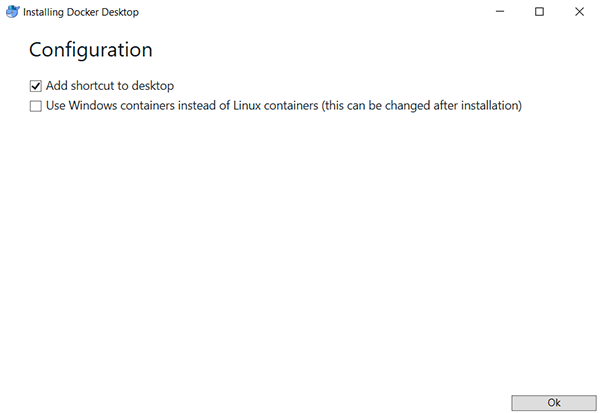 Installing Docker Desktop
Configuration
Add shortcut to desktop
Use Windows containers instead of Linux containers (this can be changed after installation)
Ok